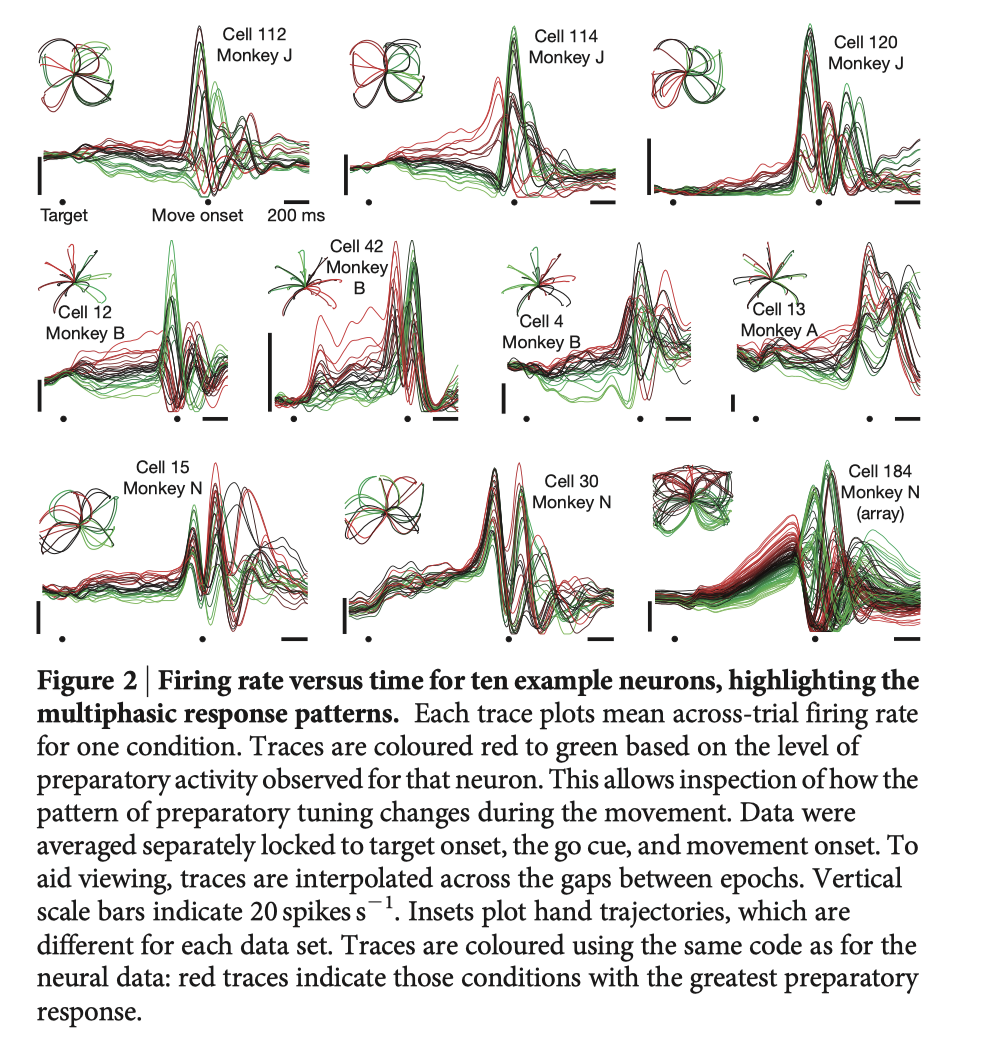 Cell 112
Monkey J
Cell 114
Monkey J
Cell 120
Monkey J
Target
Move onset
200 ms
Cell 12
Monkey B
Cell 42
Monkey
B
Cell 4
Monkey B
Cell 13
Monkey A
Cell 15
Monkey N
Cell 30
Monkey N
Cell 184
Monkey N
(array)
Figure 2 | Firing rate versus time for ten example neurons, highlighting the
multiphasic response patterns. Each trace plots mean across-trial firing rate
for one condition. Traces are coloured red to green based on the level of
preparatory activity observed for that neuron. This allows inspection of how the
pattern of preparatory tuning changes during the movement. Data were
averaged separately locked to target onset, the go cue, and movement onset. To
aid viewing, traces are interpolated across the gaps between epochs. Vertical
scale bars indicate 20 spikes s⁻¹. Insets plot hand trajectories, which are
different for each data set. Traces are coloured using the same code as for the
neural data: red traces indicate those conditions with the greatest preparatory
response.